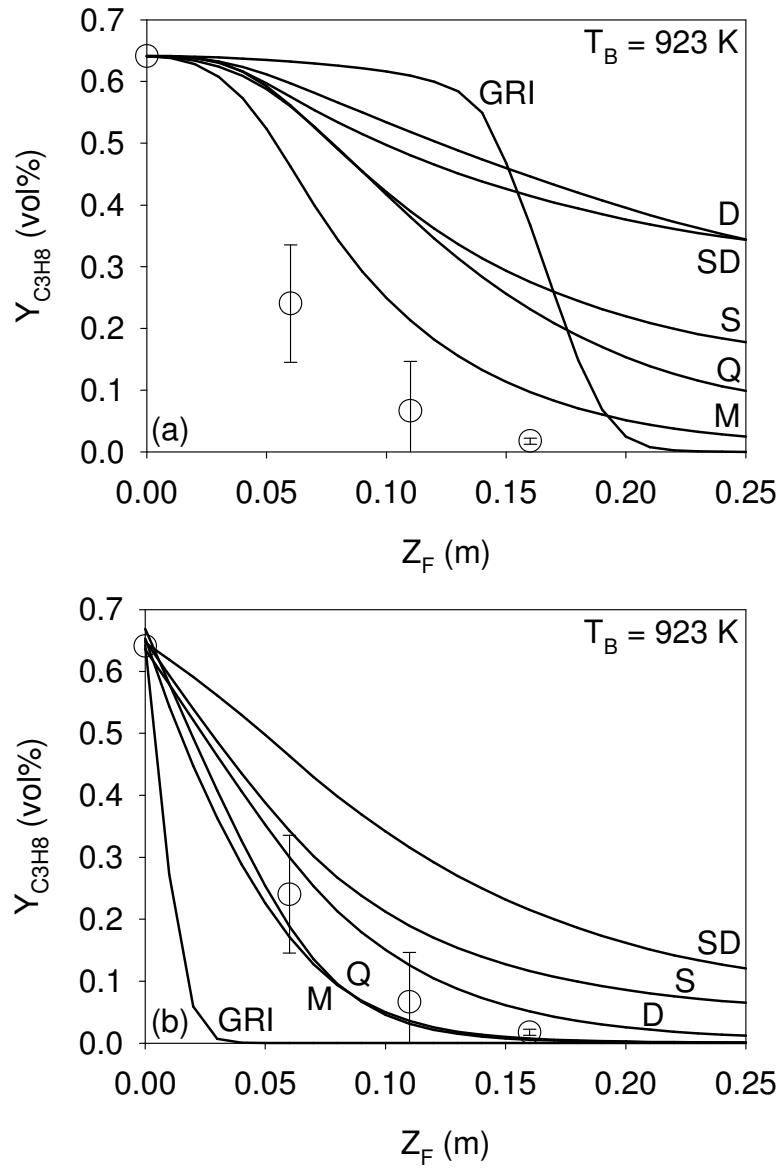 0.7
T_B = 923 K
0.6
GRI
0.5
0.4
D
Y_C3H8 (vol%)
0.3
SD
S
0.2
Q
0.1
M
(a)
0.0
0.00 0.05 0.10 0.15 0.20 0.25
Z_F (m)
0.7
T_B = 923 K
0.6
0.5
0.4
Y_C3H8 (vol%)
0.3
0.2
SD
0.1
S
M Q
D
(b) GRI
0.0
0.00 0.05 0.10 0.15 0.20 0.25
Z_F (m)